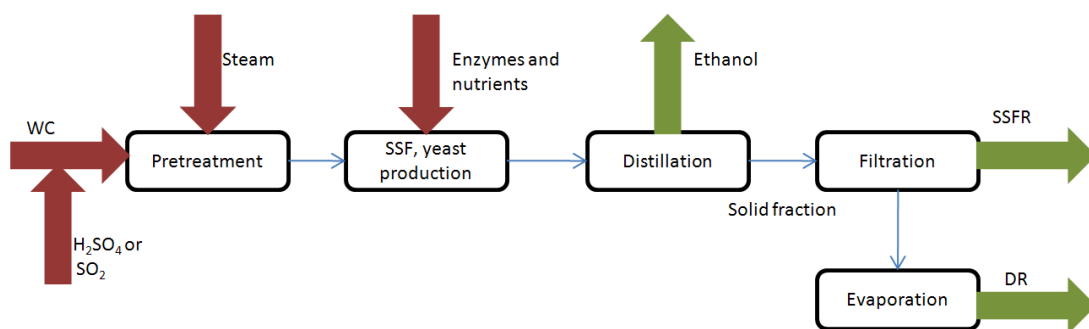 Steam
Enzymes and
nutrients
Ethanol
WC
SSFR
Pretreatment
SSF, yeast
production
Distillation
Filtration
Solid fraction
H₂SO₄ or
SO₂
DR
Evaporation